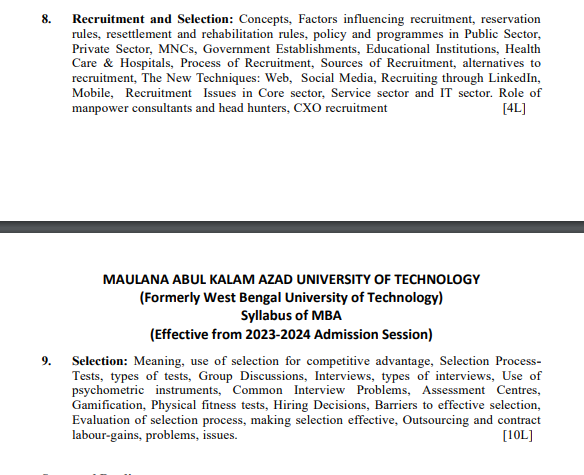 8. Recruitment and Selection: Concepts, Factors influencing recruitment, reservation
rules, resettlement and rehabilitation rules, policy and programmes in Public Sector,
Private Sector, MNCs, Government Establishments, Educational Institutions, Health
Care & Hospitals, Process of Recruitment, Sources of Recruitment, alternatives to
recruitment, The New Techniques: Web, Social Media, Recruiting through LinkedIn,
Mobile, Recruitment Issues in Core sector, Service sector and IT sector. Role of
manpower consultants and head hunters, CXO recruitment [4L]
MAULANA ABUL KALAM AZAD UNIVERSITY OF TECHNOLOGY
(Formerly West Bengal University of Technology)
Syllabus of MBA
(Effective from 2023-2024 Admission Session)
9. Selection: Meaning, use of selection for competitive advantage, Selection Process-
Tests, types of tests, Group Discussions, Interviews, types of interviews, Use of
psychometric instruments, Common Interview Problems, Assessment Centres,
Gamification, Physical fitness tests, Hiring Decisions, Barriers to effective selection,
Evaluation of selection process, making selection effective, Outsourcing and contract
labour-gains, problems, issues. [10L]